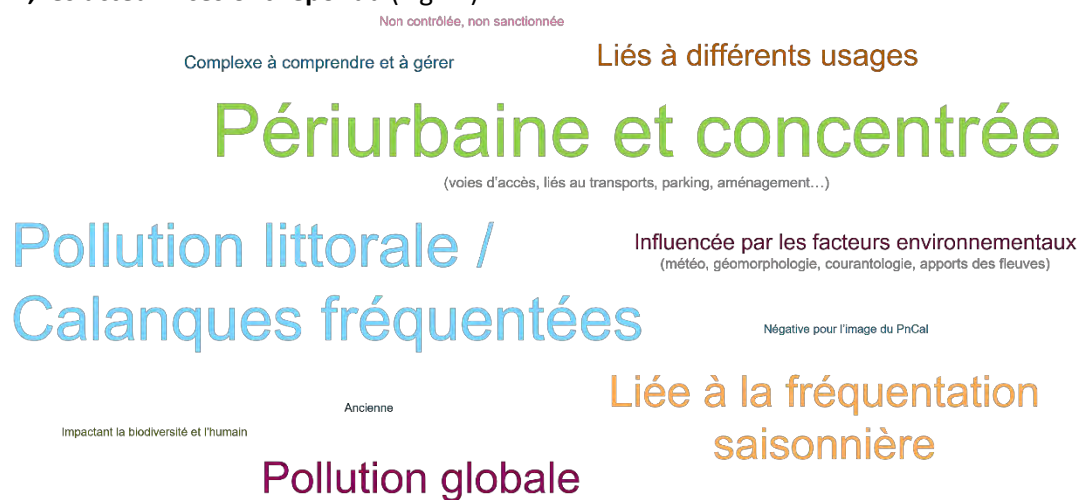 Non contrôlée, non sanctionnée
Complexe à comprendre et à gérer
Liés à différents usages
Périurbaine et concentrée
(voies d'accès, liés au transports, parking, aménagement…)
Pollution littorale /
Calanques fréquentées
Influencée par les facteurs environnementaux
(météo, géomorphologie, courantologie, apports des fleuves)
Négative pour l'image du PnCal
Liée à la fréquentation
saisonnière
Ancienne
Impactant la biodiversité et l'humain
Pollution globale